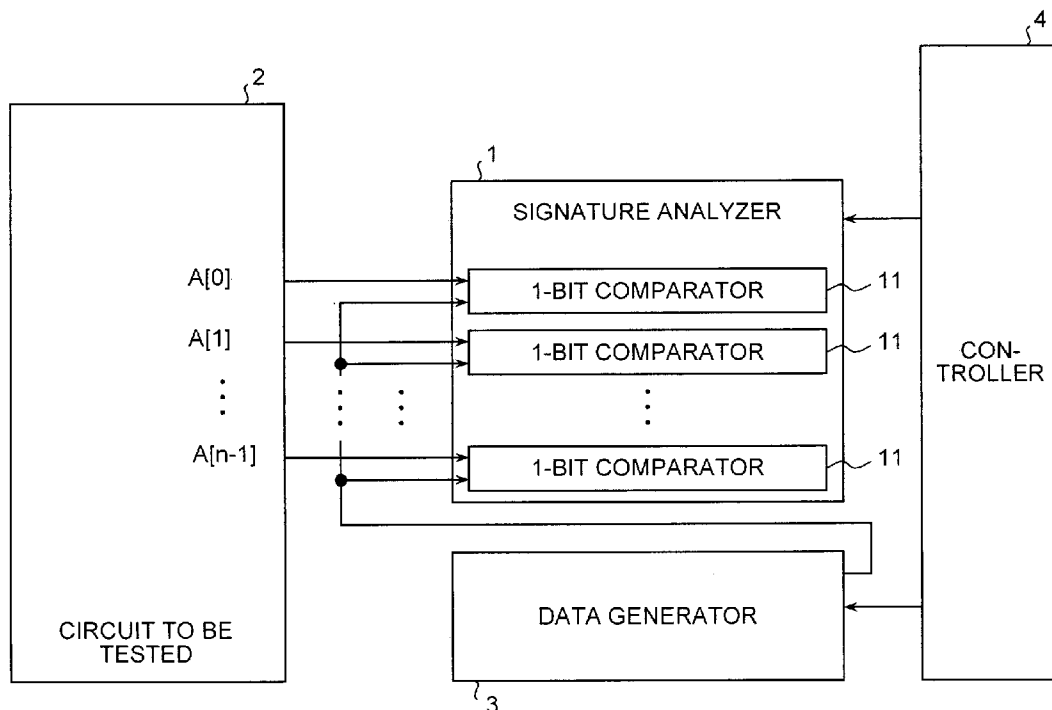 4
2
1
SIGNATURE ANALYZER
A[0]
1-BIT COMPARATOR
11
A[1]
1-BIT COMPARATOR
11
CON-
TROLLER
A[n-1]
1-BIT COMPARATOR
11
DATA GENERATOR
CIRCUIT TO BE
TESTED
3